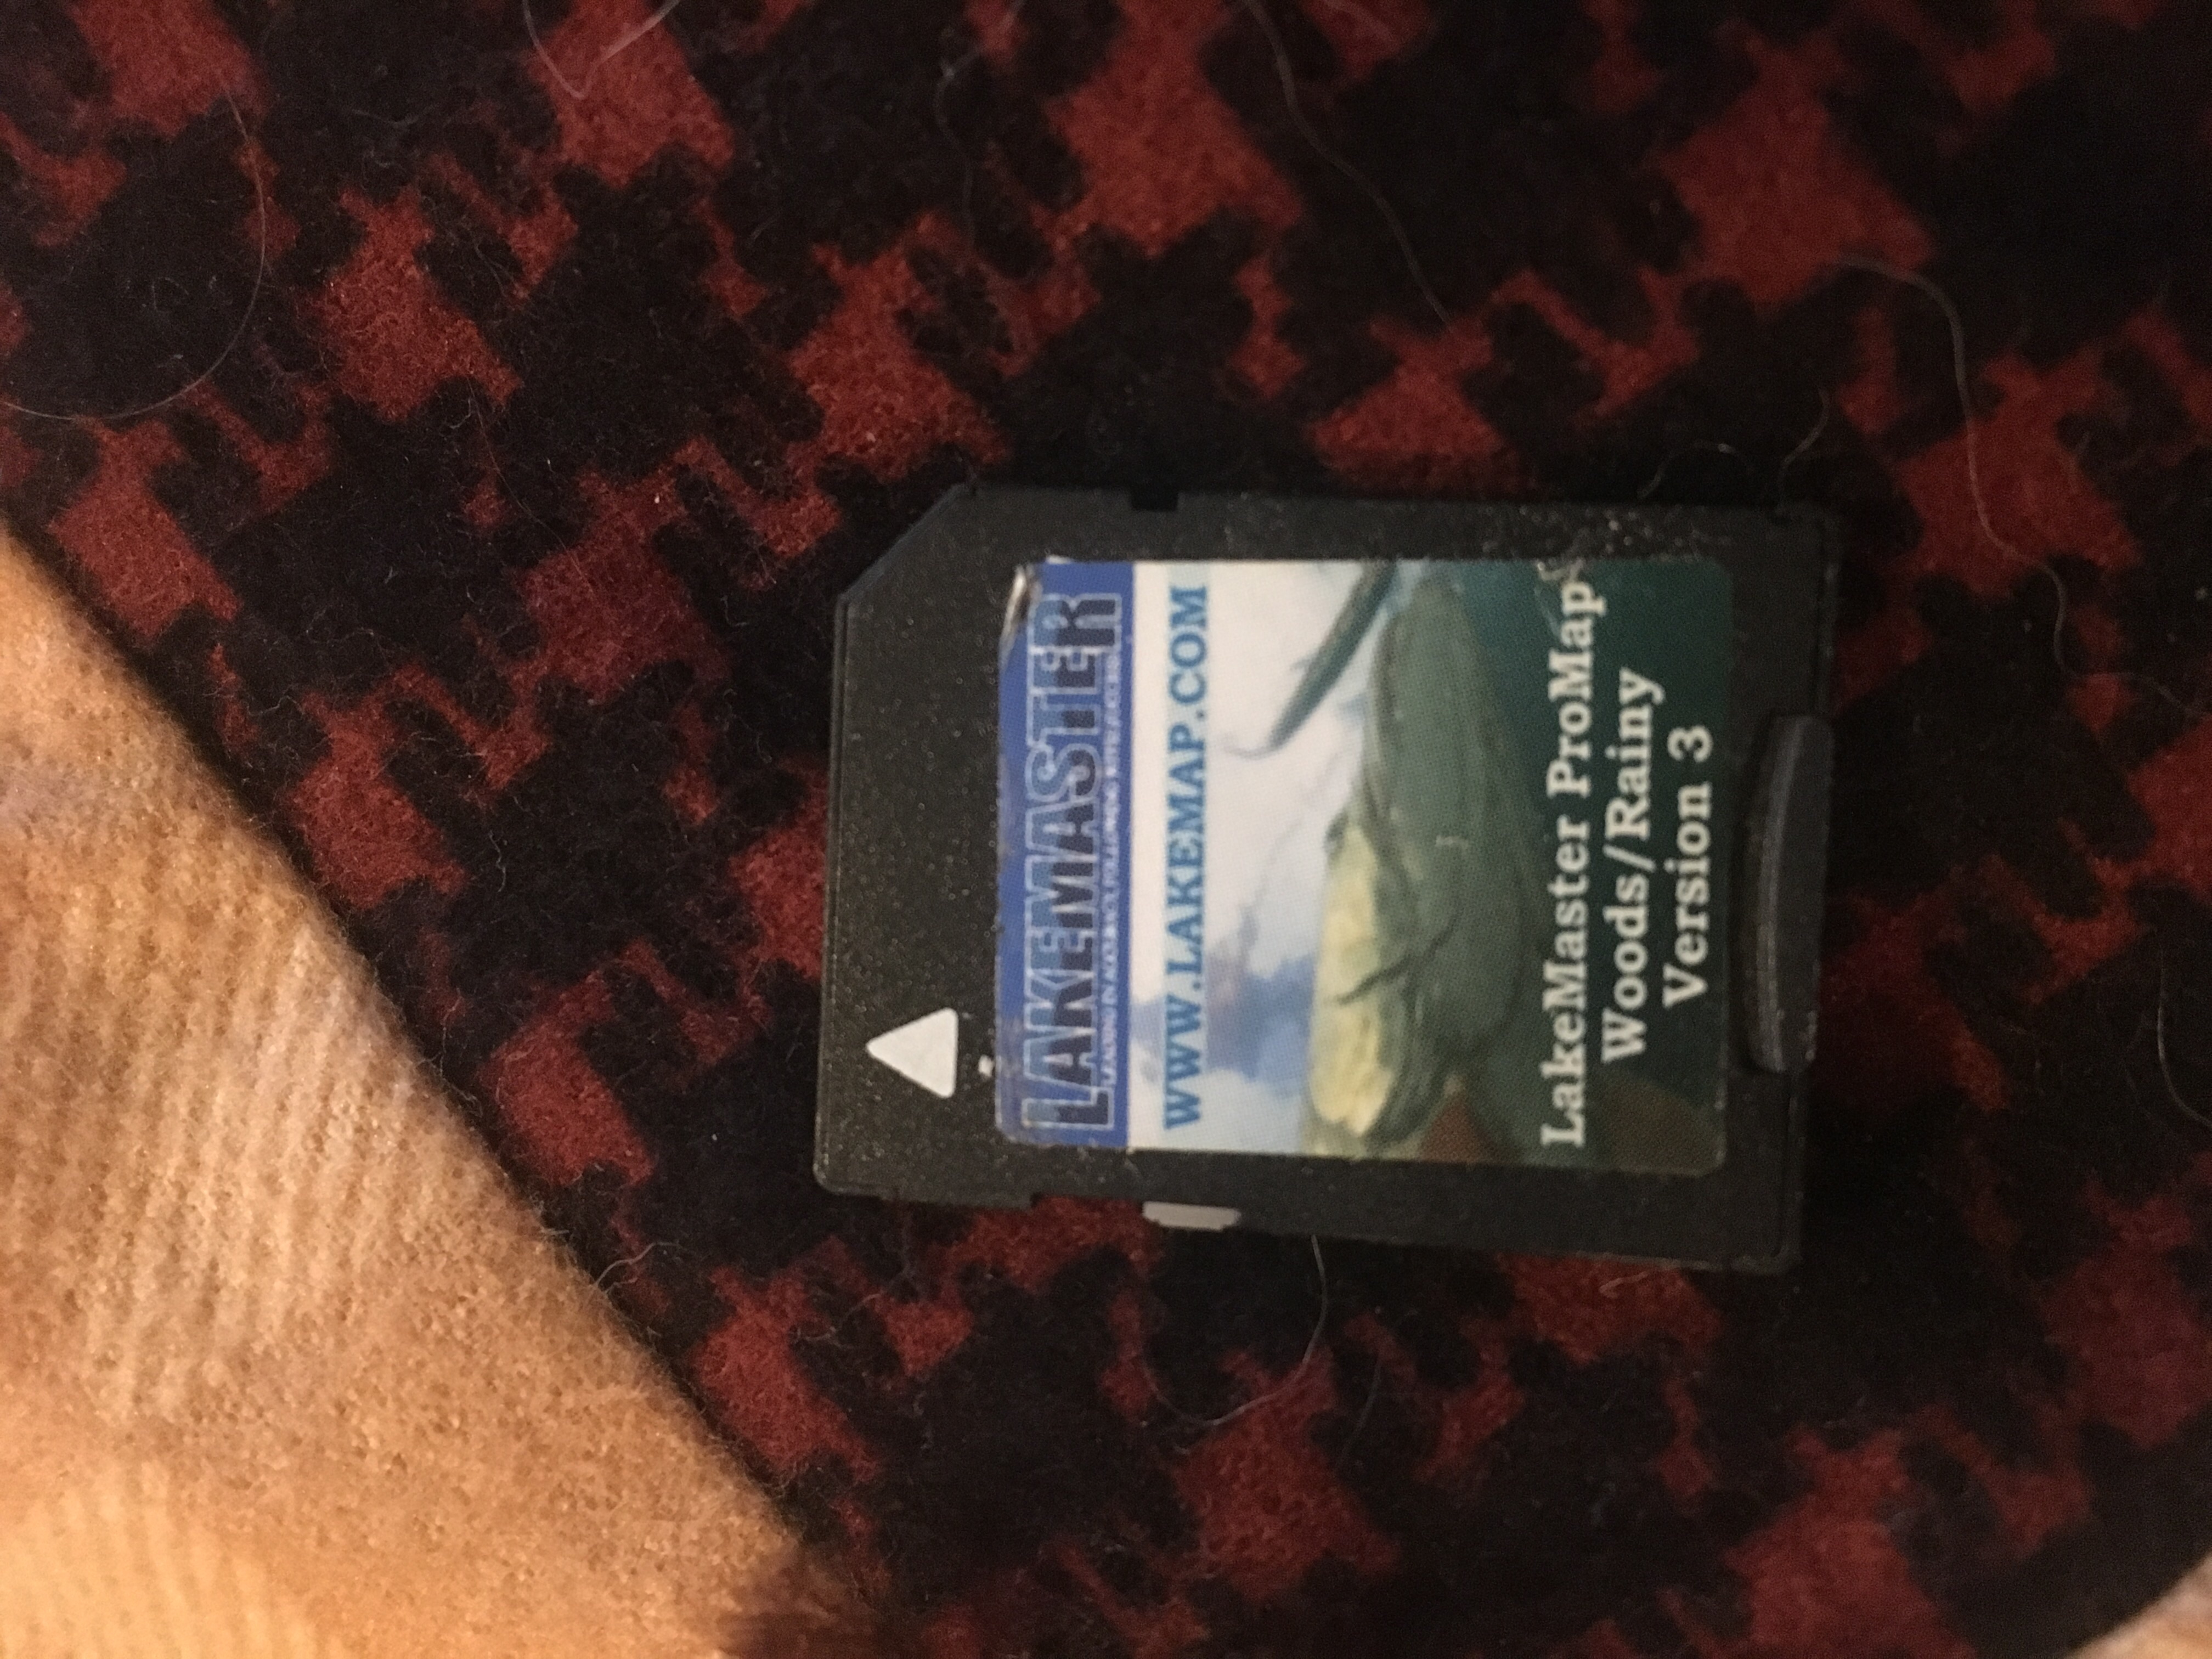 LAKEMASTER
WWW.LAKEMAP.COM
LakeMaster ProMap
Woods/Rainy
Version 3